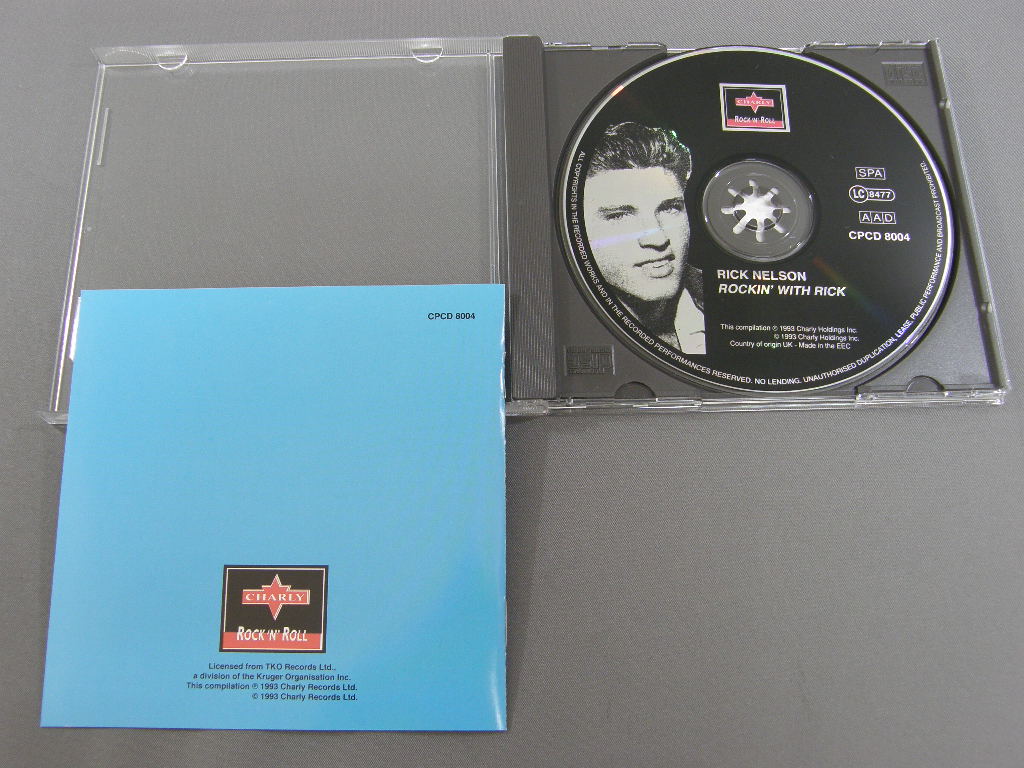 CHARLY
ROCK 'N' ROLL
SPA
LC 8477
AAD
CPCD 8004
RICK NELSON
ROCKIN' WITH RICK
This compilation ℗ 1993 Charly Holdings Inc.
© 1993 Charly Holdings Inc.
Country of origin UK - Made in the EEC
ALL COPYRIGHTS IN THE RECORDED WORKS AND IN THE RECORDED PERFORMANCES RESERVED. NO LENDING. UNAUTHORISED DUPLICATION, LEASE, PUBLIC PERFORMANCE AND BROADCAST PROHIBITED.
CPCD 8004
CHARLY
ROCK 'N' ROLL
Licensed from TKO Records Ltd.,
a division of the Kruger Organisation Inc.
This compilation ℗ 1993 Charly Records Ltd.
© 1993 Charly Records Ltd.